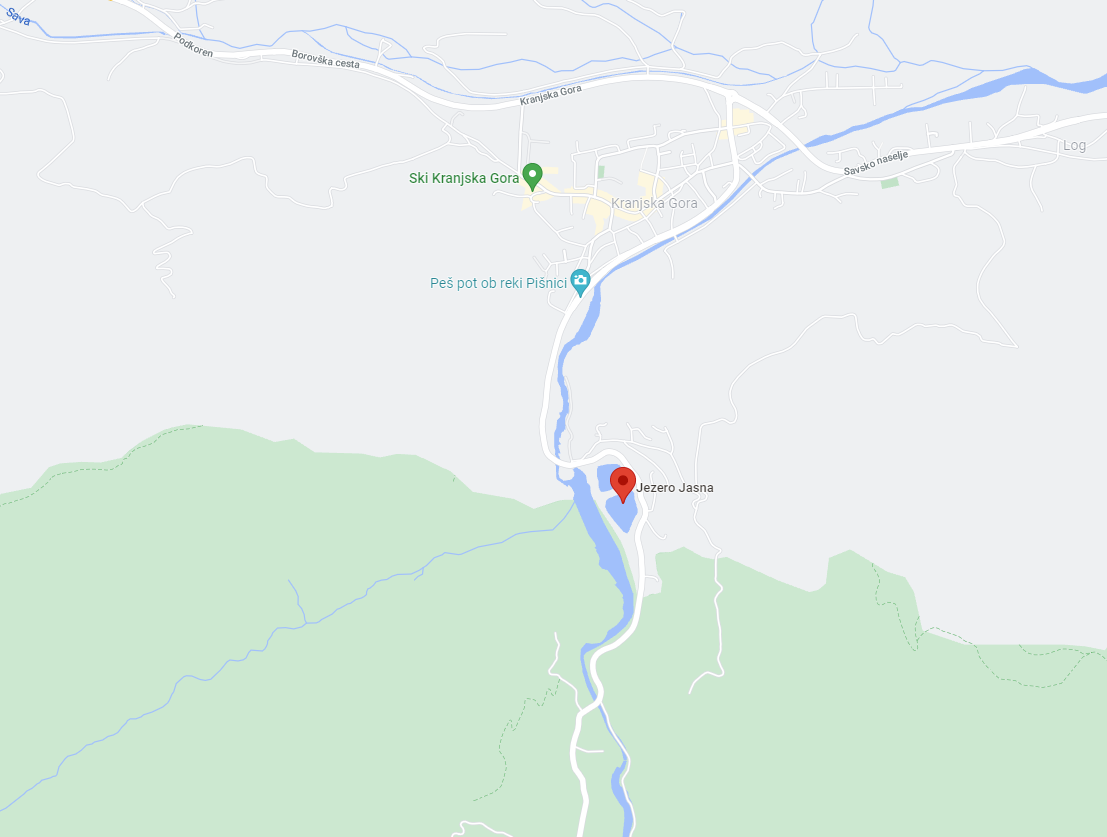 Sava
Podkoren
Borovška cesta
Kranjska Gora
Savsko naselje
Log
Ski Kranjska Gora
Kranjska Gora
Peš pot ob reki Pišnici
Jezero Jasna